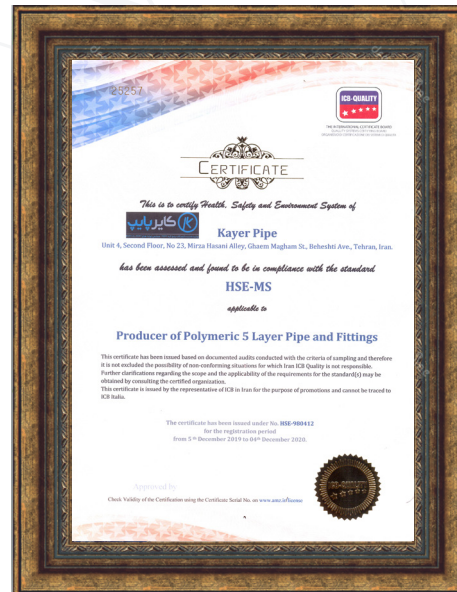 25257
ICB-QUALITY
THE INTERNATIONAL CERTIFICATE BOARD
CERTIFICATE
This is to certify Health, Safety and Environment System of
کایر پایپ
Kayer Pipe
Unit 4, Second Floor, No 23, Mirza Hasani Alley, Ghaem Magham St., Beheshti Ave., Tehran, Iran.
has been assessed and found to be in compliance with the standard
HSE-MS
applicable to
Producer of Polymeric 5 Layer Pipe and Fittings
This certificate has been issued based on documented audits conducted with the criteria of sampling and therefore
it is not excluded the possibility of non-conforming situations for which Iran ICB Quality is not responsible.
Further clarifications regarding the scope and the applicability of the requirements for the standard(s) may be
obtained by consulting the certified organization.
This certificate is issued by the representative of ICB in Iran for the purpose of promotions and cannot be traced to
ICB Italia.
The certificate has been issued under No. HSE-980412
for the registration period
from 5th December 2019 to 04th December 2020.
Approved by
Check Validity of the Certification using the Certificate Serial No. on
ICB-QUALITY